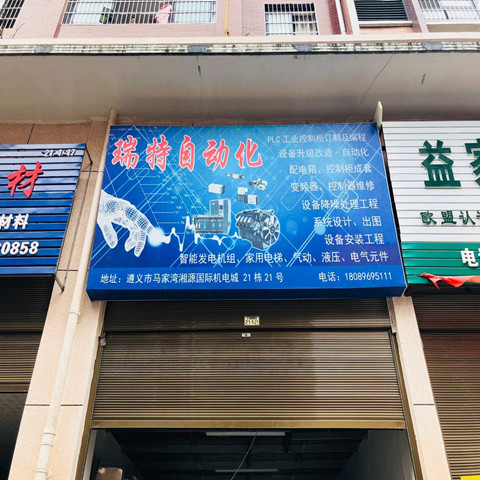 瑞特自动化
PLC工业控制柜订制及编程
设备升级改造－自动化
配电箱、控制柜成套
变频器、控制器维修
设备降噪处理工程
系统设计、出图
设备安装工程
智能发电机组、家用电梯、气动、液压、电气元件
地址：遵义市马家湾湘源国际机电城 21 栋 21 号
电话：18089695111
材
材料
0858
益家
欧盟认
电